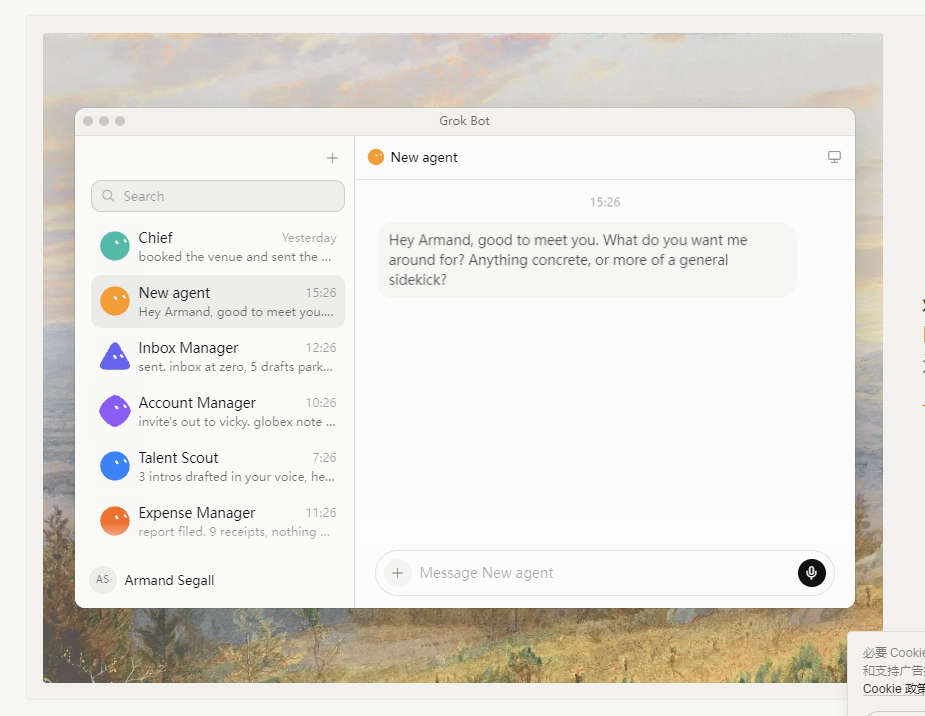 Grok Bot
Search
Chief
Yesterday
booked the venue and sent the ...
New agent
15:26
Hey Armand, good to meet you....
Inbox Manager
12:26
sent. inbox at zero, 5 drafts park...
Account Manager
10:26
invite's out to vicky. globex note ...
Talent Scout
7:26
3 intros drafted in your voice, he...
Expense Manager
11:26
report filed. 9 receipts, nothing ...
AS
Armand Segall
New agent
15:26
Hey Armand, good to meet you. What do you want me
around for? Anything concrete, or more of a general
sidekick?
Message New agent
必要 Cookie
和支持广告
Cookie 政策